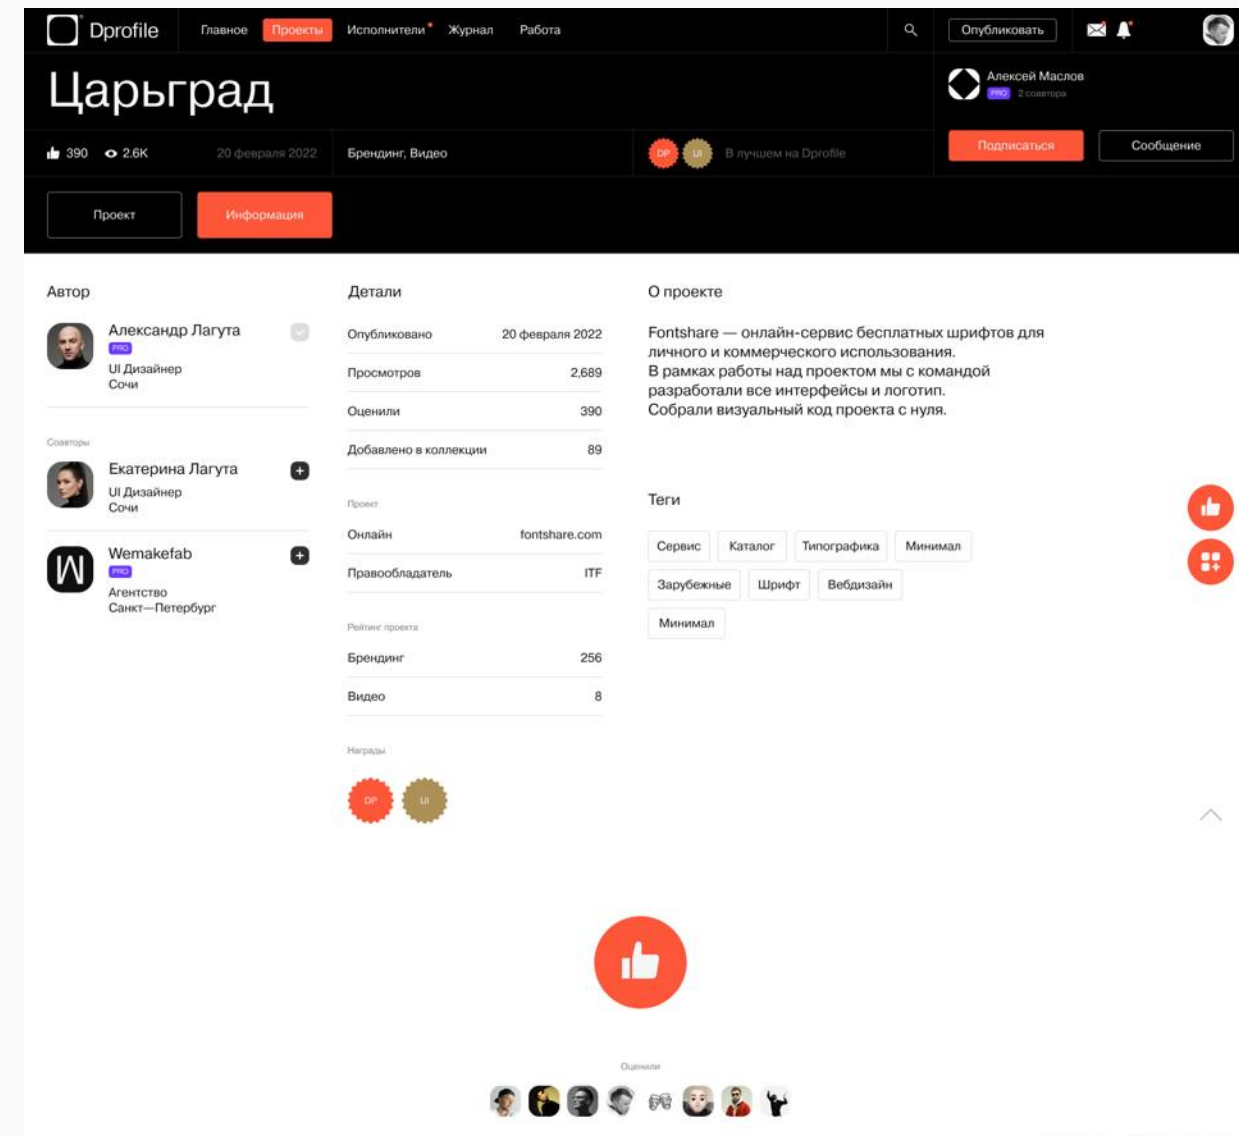 Dprofile
Главное
Проекты
Исполнители
Журнал
Работа
Опубликовать
Царьград
Алексей Маслов
PRO 2 соавтора
390 2.6K 20 февраля 2022
Брендинг, Видео
DP UI В лучшем на Dprofile
Подписаться
Сообщение
Проект
Информация
Автор
Александр Лагута
PRO
UI Дизайнер
Сочи
Соавторы
Екатерина Лагута
UI Дизайнер
Сочи
Wemakefab
PRO
Агентство
Санкт—Петербург
Детали
Опубликовано 20 февраля 2022
Просмотров 2,689
Оценили 390
Добавлено в коллекции 89
Проект
Онлайн fontshare.com
Правообладатель ITF
Рейтинг проекта
Брендинг 256
Видео 8
Награды
DP UI
О проекте
Fontshare — онлайн-сервис бесплатных шрифтов для
личного и коммерческого использования.
В рамках работы над проектом мы с командой
разработали все интерфейсы и логотип.
Собрали визуальный код проекта с нуля.
Теги
Сервис Каталог Типографика Минимал
Зарубежные Шрифт Вебдизайн
Минимал
Оценили